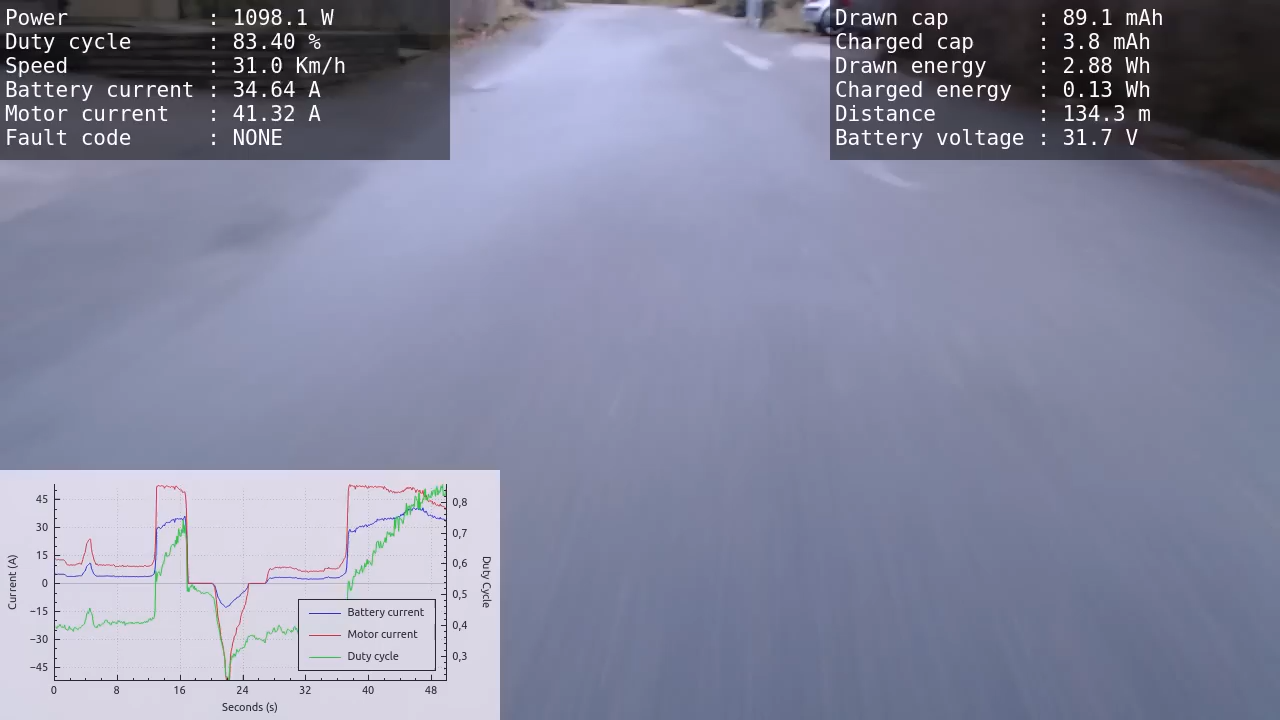 Power : 1098.1 W
Duty cycle : 83.40 %
Speed : 31.0 Km/h
Battery current : 34.64 A
Motor current : 41.32 A
Fault code : NONE
Drawn cap : 89.1 mAh
Charged cap : 3.8 mAh
Drawn energy : 2.88 Wh
Charged energy : 0.13 Wh
Distance : 134.3 m
Battery voltage : 31.7 V
45
30
15
0
−15
−30
−45
Current (A)
0,8
0,7
0,6
0,5
0,4
0,3
Duty Cycle
Battery current
Motor current
Duty cycle
0 8 16 24 32 40 48
Seconds (s)